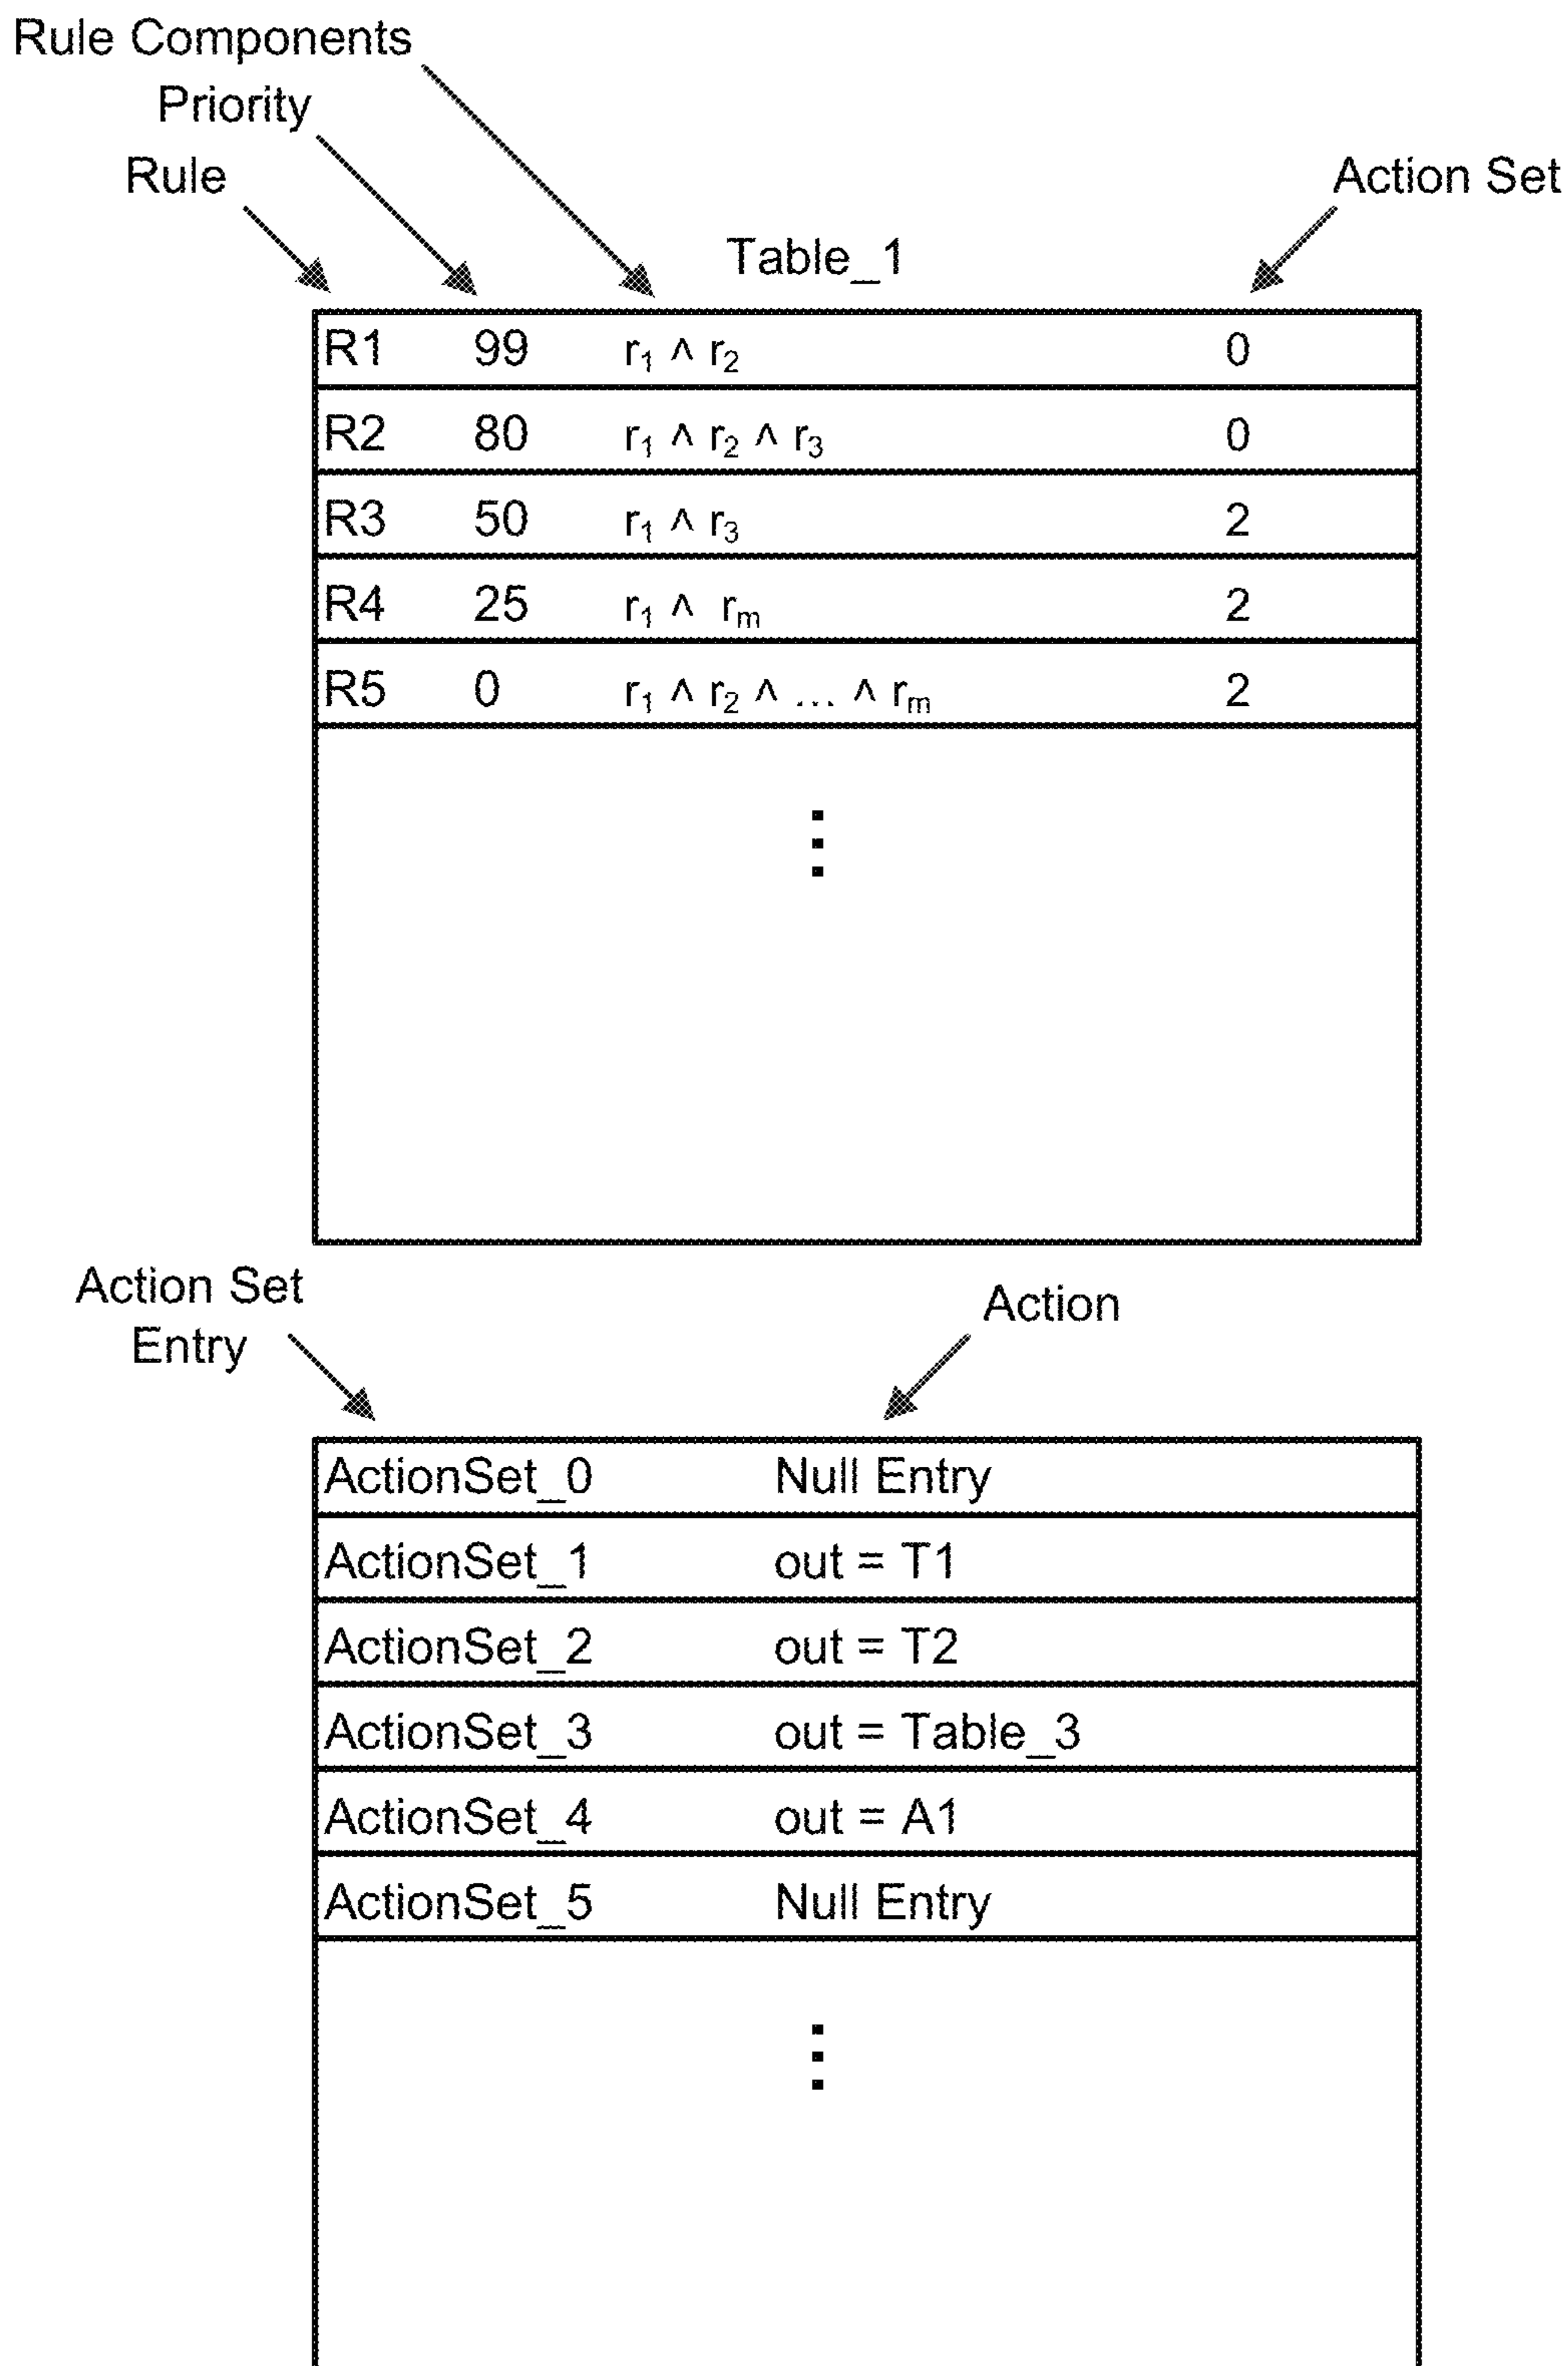 Rule Components
Priority
Rule
Action Set
Table_1
R1 99 r₁ ^ r₂ 0
R2 80 r₁ ^ r₂ ^ r₃ 0
R3 50 r₁ ^ r₃ 2
R4 25 r₁ ^ rₘ 2
R5 0 r₁ ^ r₂ ^ ... ^ rₘ 2
Action Set
Entry
Action
ActionSet_0 Null Entry
ActionSet_1 out = T1
ActionSet_2 out = T2
ActionSet_3 out = Table_3
ActionSet_4 out = A1
ActionSet_5 Null Entry